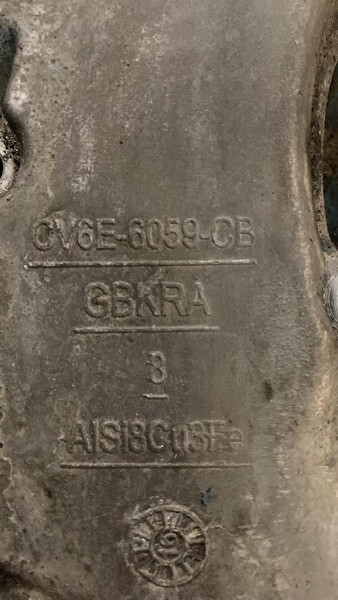 CV6E-6059-CB
GBKRA
8
AlSi8Cu3Fe